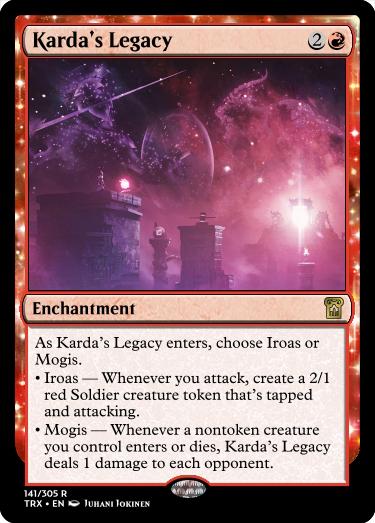 Karda's Legacy 2
Enchantment
As Karda's Legacy enters, choose Iroas or
Mogis.
• Iroas — Whenever you attack, create a 2/1
red Soldier creature token that's tapped
and attacking.
• Mogis — Whenever a nontoken creature
you control enters or dies, Karda's Legacy
deals 1 damage to each opponent.
141/305 R
TRX • EN Juhani Jokinen